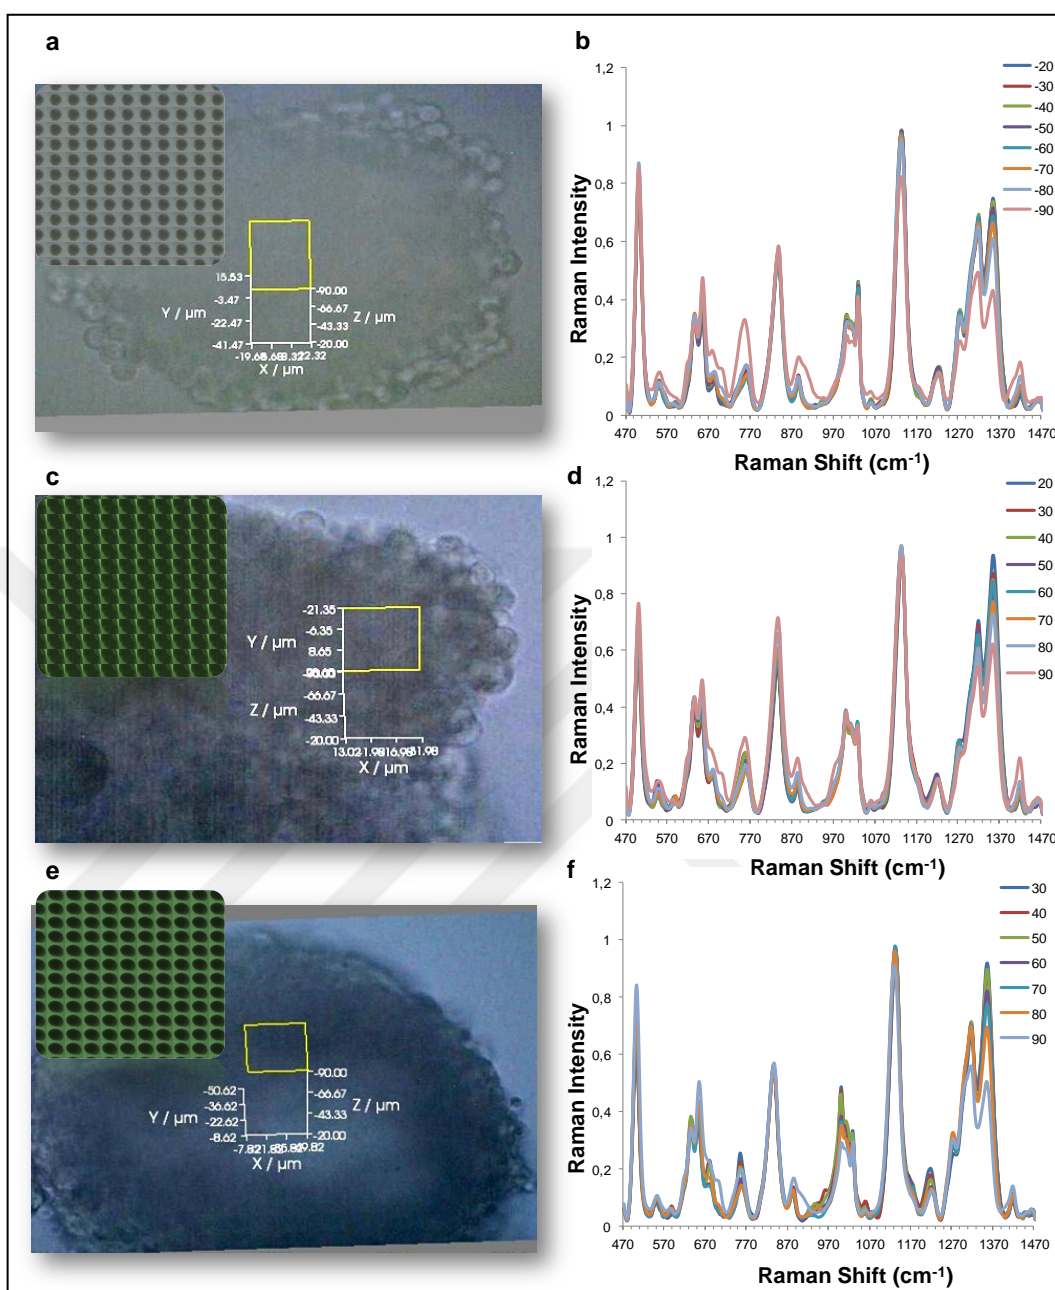 a
15.53
-3.47
-22.47
-41.47
Y / µm
-90.00
-66.67
-43.33
-20.00
Z / µm
X / µm
b
1,2
1
0,8
0,6
0,4
0,2
0
Raman Intensity
470 570 670 770 870 970 1070 1170 1270 1370 1470
Raman Shift (cm-1)
-20
-30
-40
-50
-60
-70
-80
-90
c
-21.35
-6.35
8.65
Y / µm
-66.67
-43.33
-20.00
Z / µm
X / µm
d
1,2
1
0,8
0,6
0,4
0,2
0
Raman Intensity
470 570 670 770 870 970 1070 1170 1270 1370 1470
Raman Shift (cm-1)
20
30
40
50
60
70
80
90
e
-50.62
-36.62
-22.62
-8.62
Y / µm
-90.00
-66.67
-43.33
-20.00
Z / µm
X / µm
f
1,2
1
0,8
0,6
0,4
0,2
0
Raman Intensity
470 570 670 770 870 970 1070 1170 1270 1370 1470
Raman Shift (cm-1)
30
40
50
60
70
80
90